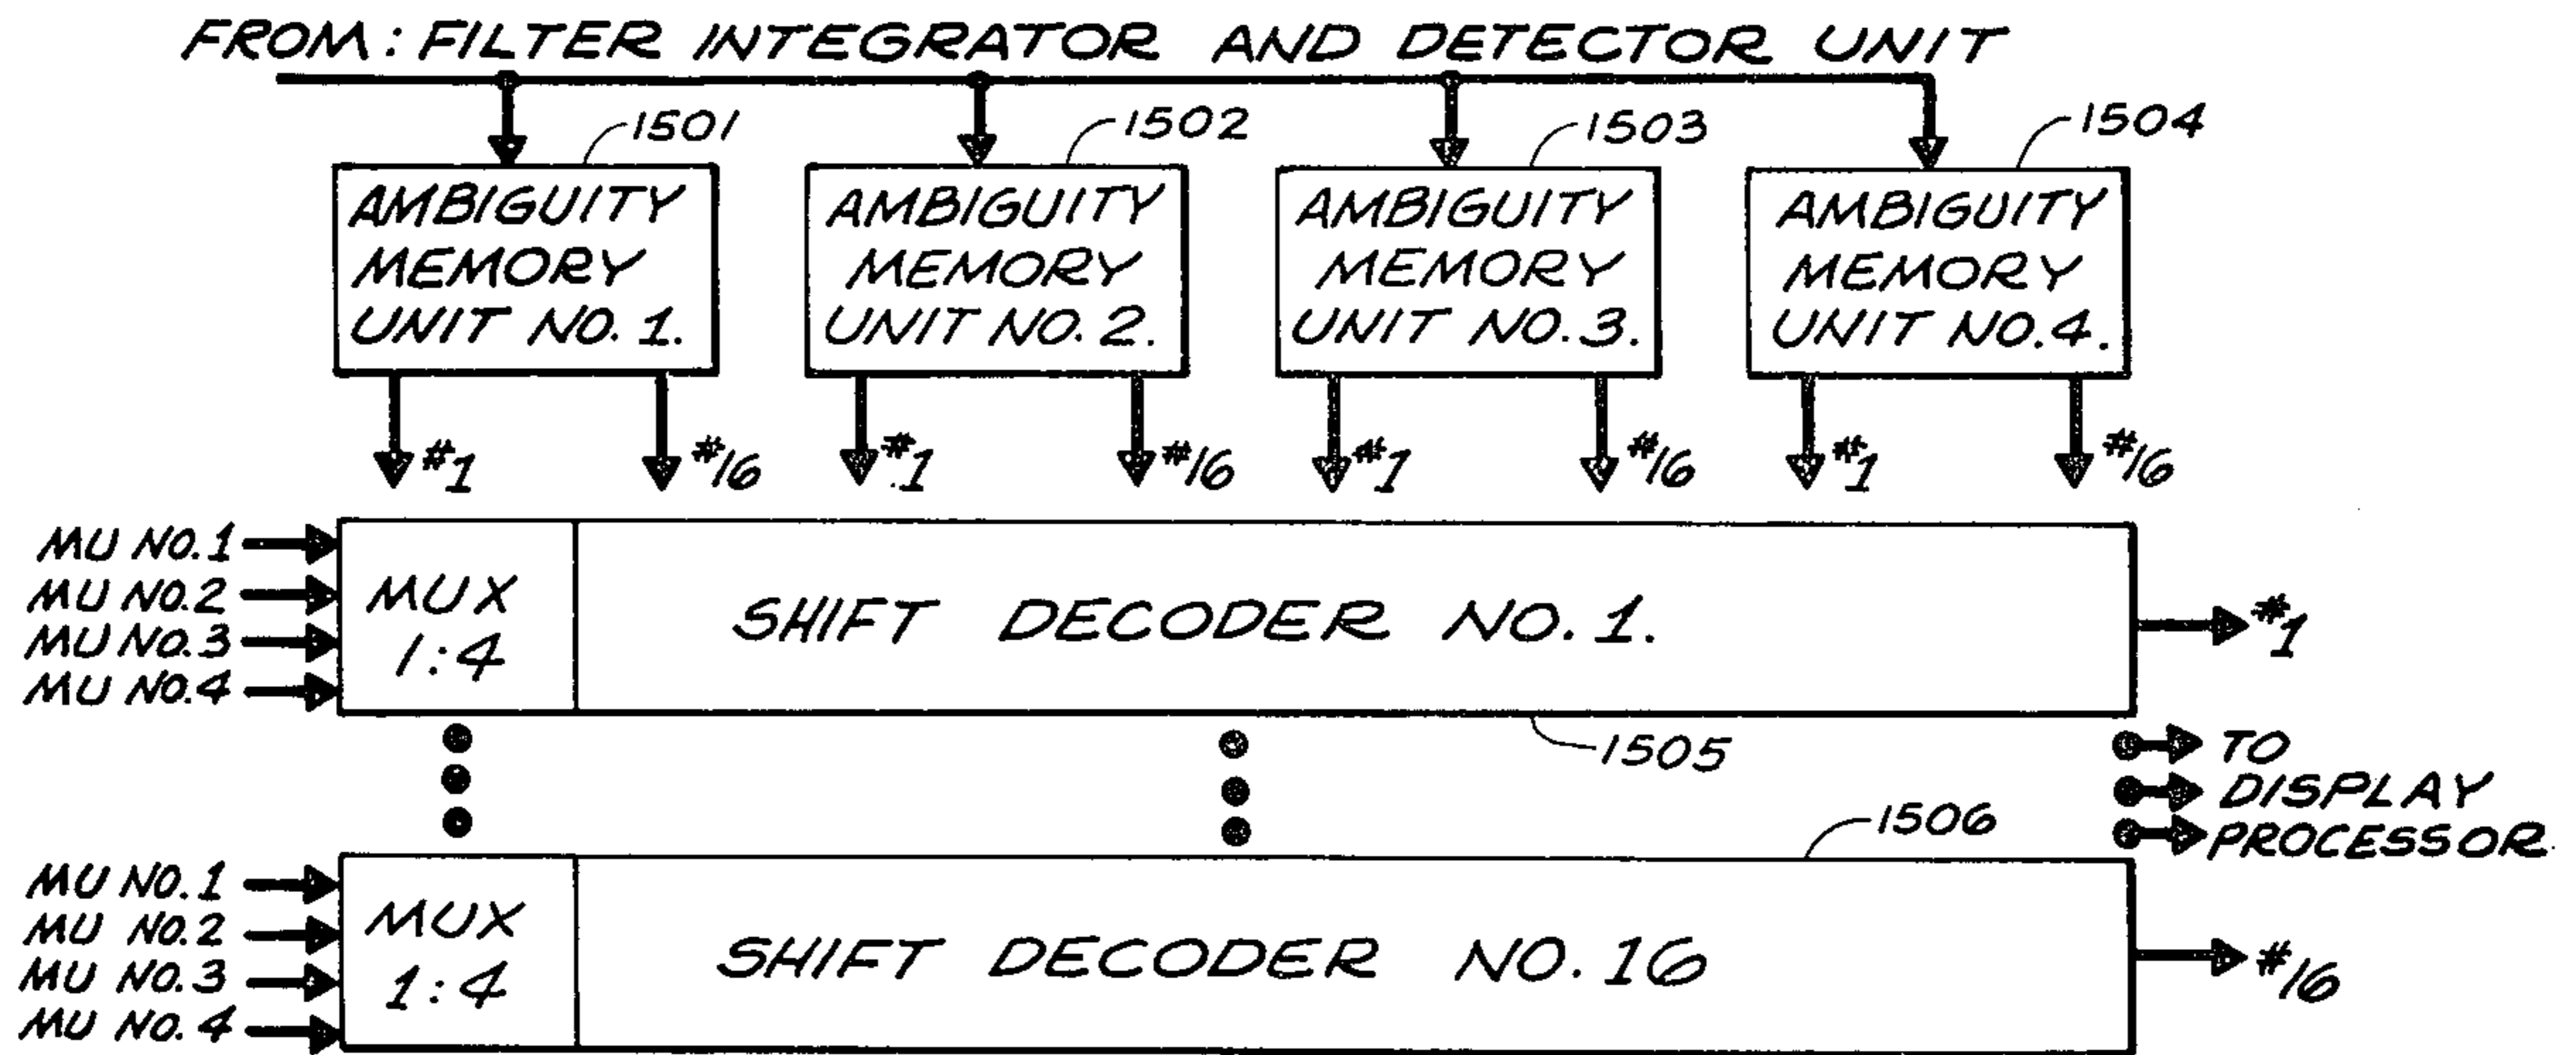 FROM: FILTER INTEGRATOR AND DETECTOR UNIT
1501
1502
1503
1504
AMBIGUITY
MEMORY
UNIT NO. 1.
AMBIGUITY
MEMORY
UNIT NO. 2.
AMBIGUITY
MEMORY
UNIT NO. 3.
AMBIGUITY
MEMORY
UNIT NO. 4.
#1
#16
#1
#16
#1
#16
#1
#16
MU NO. 1
MU NO. 2
MU NO. 3
MU NO. 4
MUX
1:4
SHIFT DECODER NO. 1.
#1
1505
TO
DISPLAY
PROCESSOR
1506
MU NO. 1
MU NO. 2
MU NO. 3
MU NO. 4
MUX
1:4
SHIFT DECODER NO. 16
#16